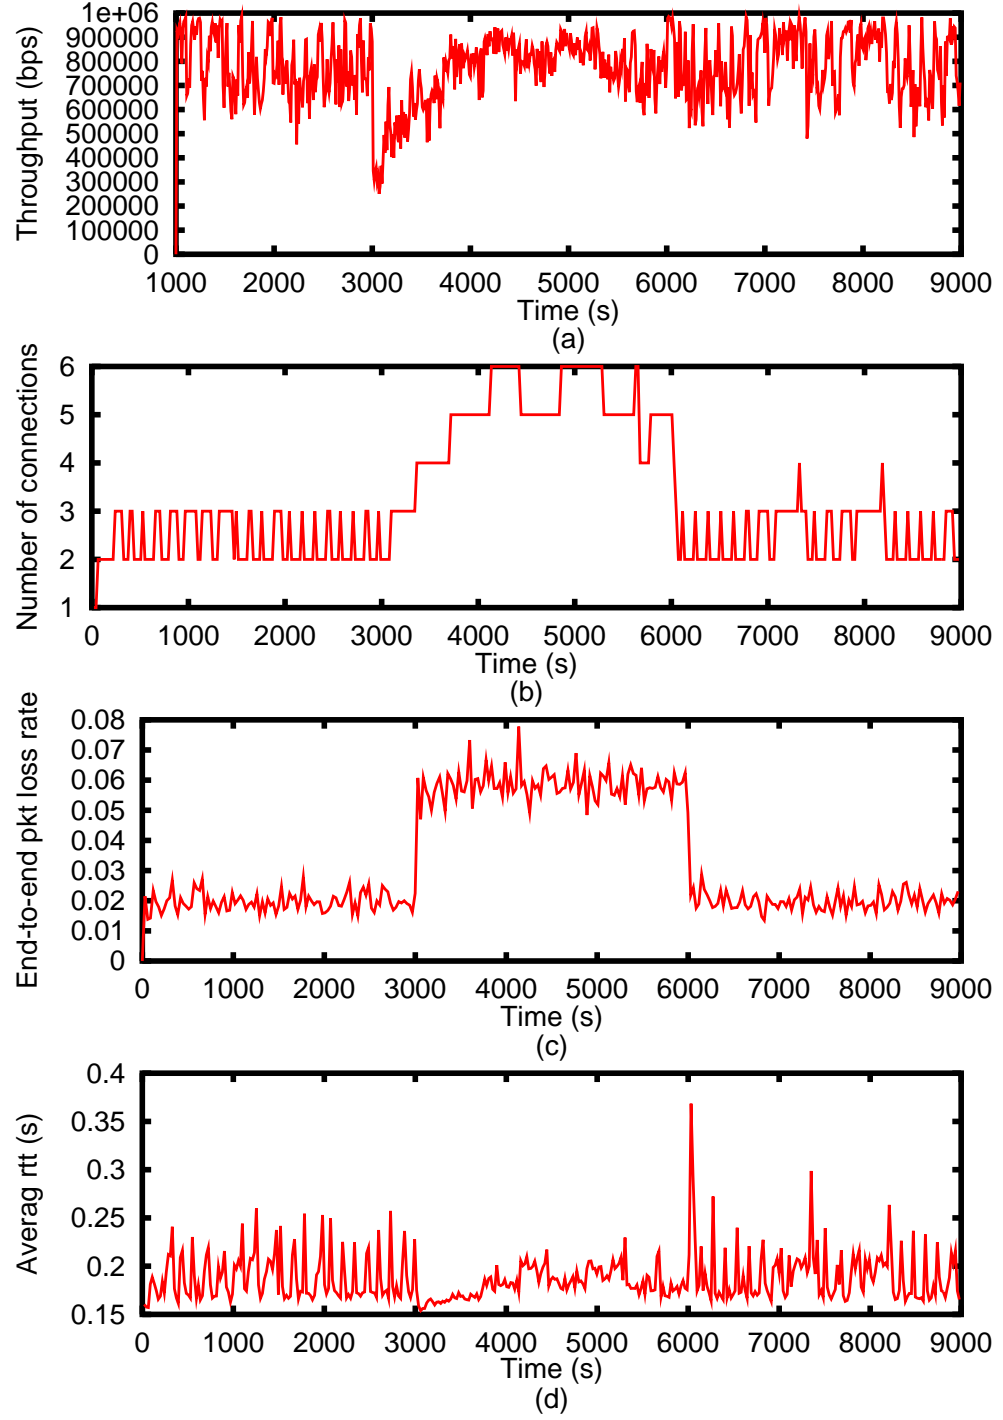 Throughput (bps)
1e+06
900000
800000
700000
600000
500000
400000
300000
200000
100000
0
1000 2000 3000 4000 5000 6000 7000 8000 9000
Time (s)
(a)
Number of connections
6
5
4
3
2
1
0 1000 2000 3000 4000 5000 6000 7000 8000 9000
Time (s)
(b)
End-to-end pkt loss rate
0.08
0.07
0.06
0.05
0.04
0.03
0.02
0.01
0
0 1000 2000 3000 4000 5000 6000 7000 8000 9000
Time (s)
(c)
Averag rtt (s)
0.4
0.35
0.3
0.25
0.2
0.15
0 1000 2000 3000 4000 5000 6000 7000 8000 9000
Time (s)
(d)